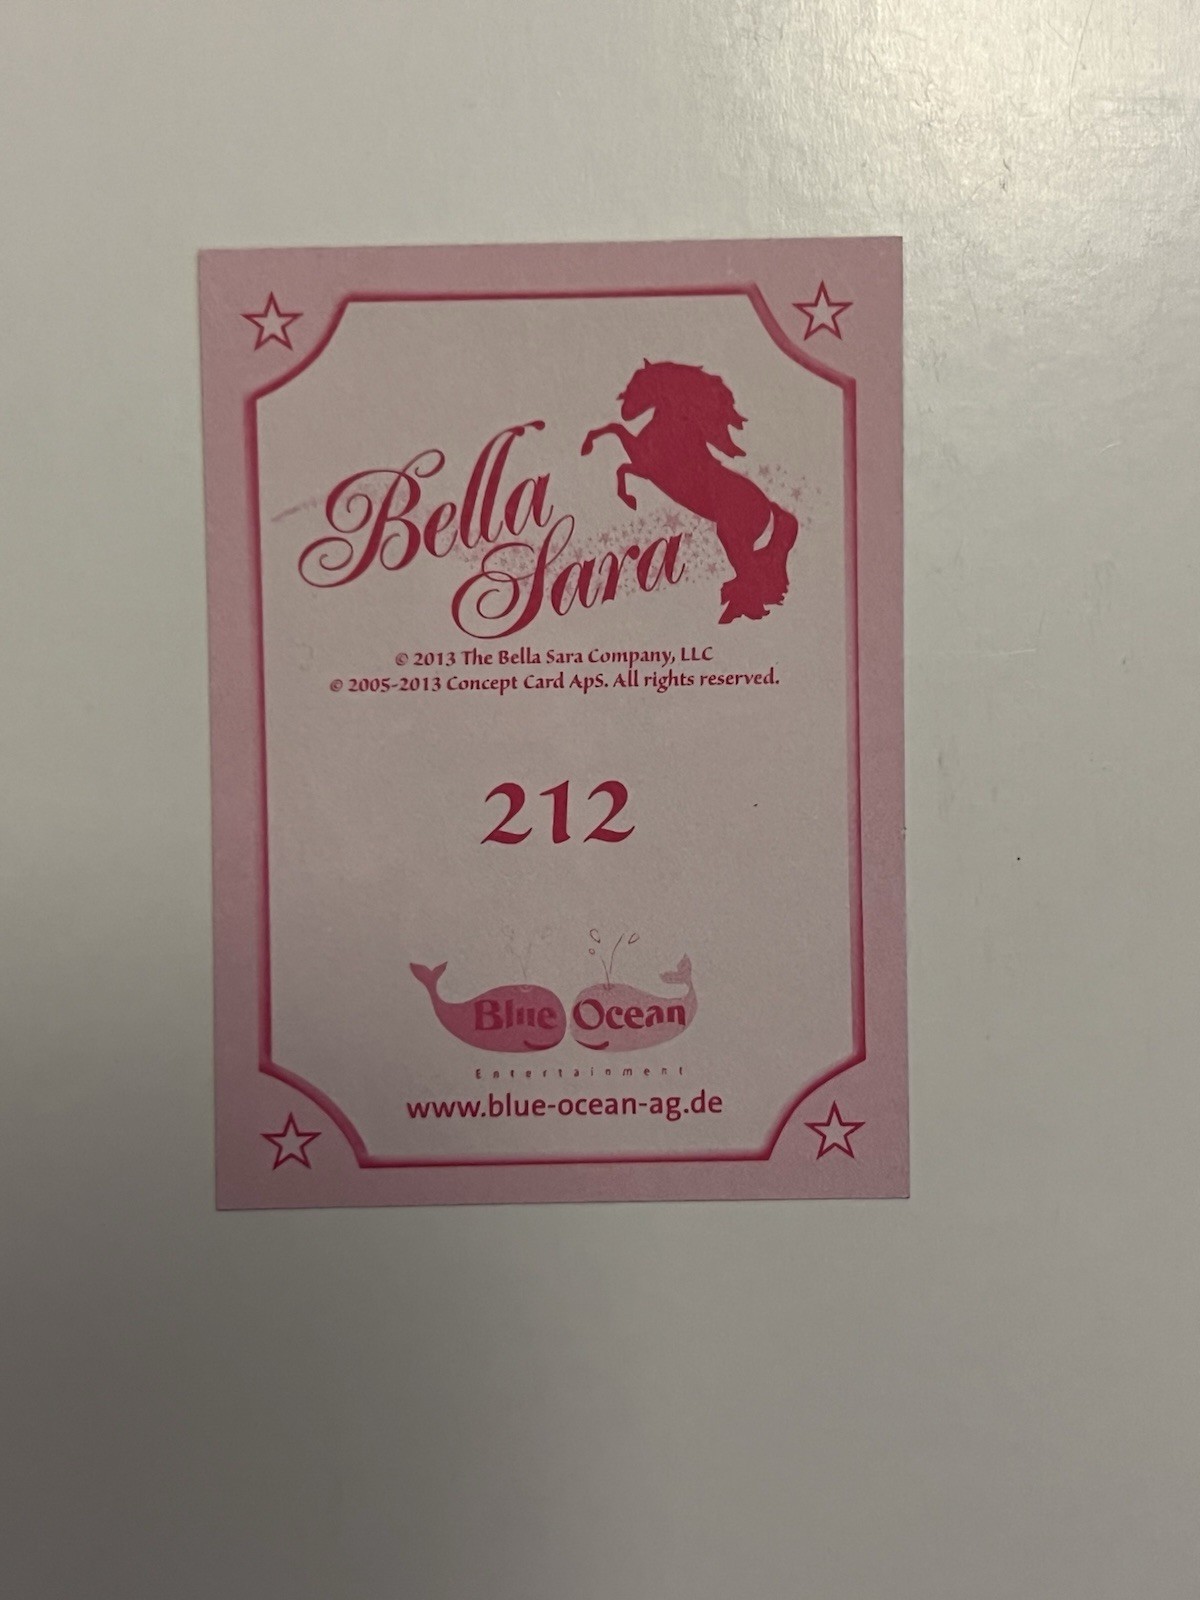 Bella
Sara
© 2013 The Bella Sara Company, LLC
© 2005-2013 Concept Card ApS. All rights reserved.
212
Blue Ocean
Entertainment
www.blue-ocean-ag.de